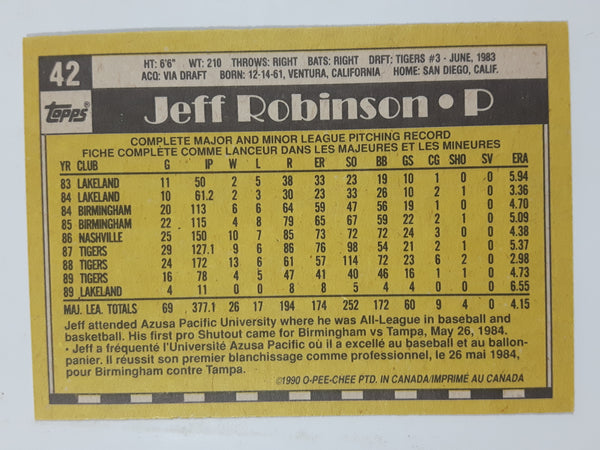 42
HT: 6'6" WT: 210 THROWS: RIGHT BATS: RIGHT DRFT: TIGERS #3 - JUNE, 1983
ACQ: VIA DRAFT BORN: 12-14-61, VENTURA, CALIFORNIA HOME: SAN DIEGO, CALIF.
Topps®
Jeff Robinson • P
COMPLETE MAJOR AND MINOR LEAGUE PITCHING RECORD
FICHE COMPLÈTE COMME LANCEUR DANS LES MAJEURES ET LES MINEURES
YR CLUB G IP W L R ER SO BB GS CG SHO SV ERA
83 LAKELAND 11 50 2 5 38 33 23 19 10 1 0 0 5.94
84 LAKELAND 10 61.2 3 1 30 23 33 26 10 1 0 0 3.36
84 BIRMINGHAM 20 113 6 6 64 59 47 56 19 1 1 0 4.70
85 BIRMINGHAM 22 115 4 8 79 65 67 59 21 2 1 0 5.09
86 NASHVILLE 25 150 10 7 85 73 72 72 24 5 1 0 4.38
87 TIGERS 29 127.1 9 6 86 76 98 54 21 2 1 0 5.37
88 TIGERS 24 172 13 6 61 57 114 72 23 6 2 0 2.98
89 TIGERS 16 78 4 5 47 41 40 46 16 1 1 0 4.73
89 LAKELAND 4 11 0 0 8 8 5 4 4 0 0 0 6.55
MAJ. LEA. TOTALS 69 377.1 26 17 194 174 252 172 60 9 4 0 4.15
Jeff attended Azusa Pacific University where he was All-League in baseball and
basketball. His first pro Shutout came for Birmingham vs Tampa, May 26, 1984.
• Jeff a fréquenté l'Université Azusa Pacific où il a excellé au baseball et au ballon-
panier. Il réussit son premier blanchissage comme professionnel, le 26 mai 1984,
pour Birmingham contre Tampa.
©1990 O-PEE-CHEE PTD. IN CANADA/IMPRIMÉ AU CANADA